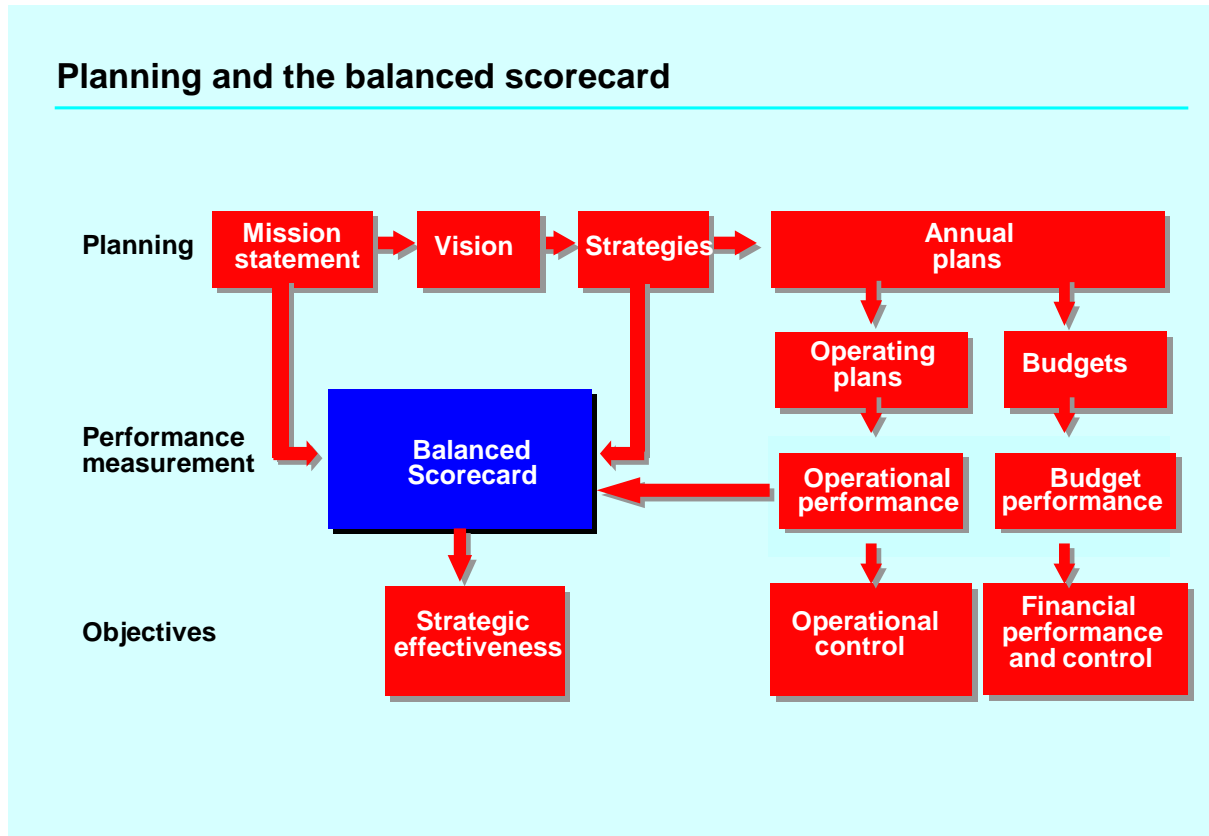 Planning and the balanced scorecard
Planning
Mission
statement
Vision
Strategies
Annual
plans
Operating
plans
Budgets
Performance
measurement
Balanced
Scorecard
Operational
performance
Budget
performance
Objectives
Strategic
effectiveness
Operational
control
Financial
performance
and control